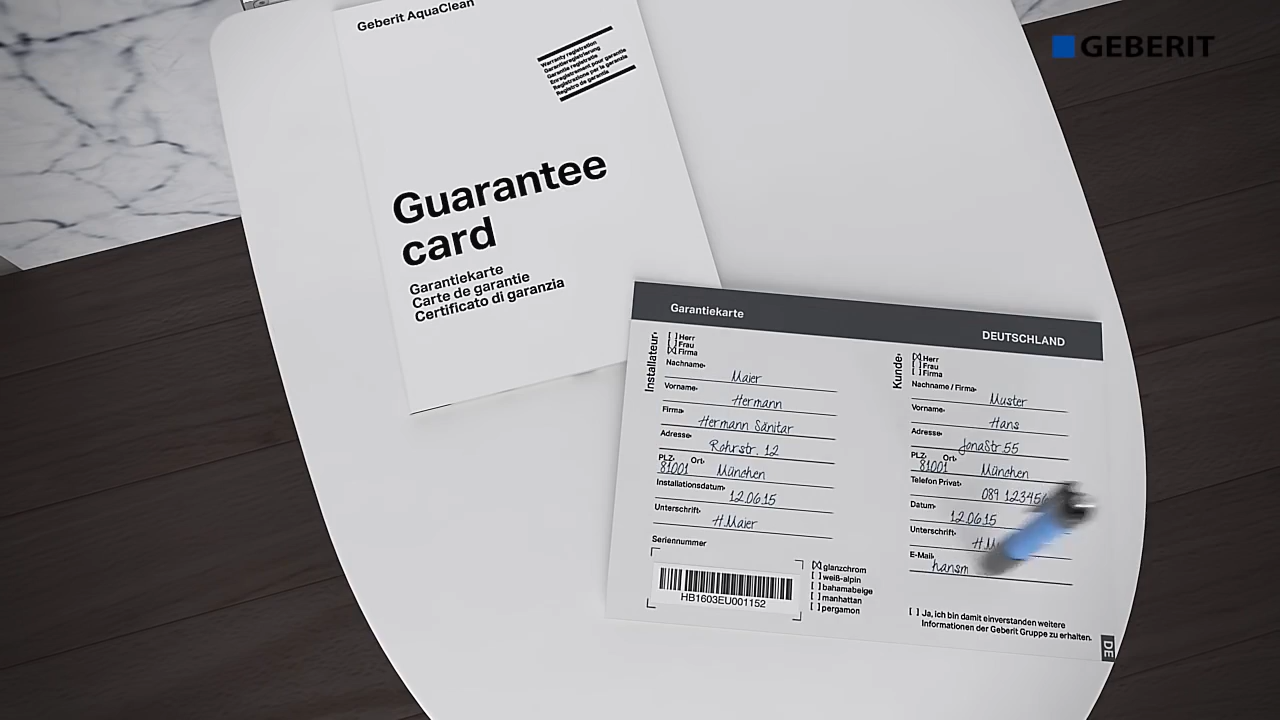 Geberit AquaClean
GEBERIT
Warranty registration
Garantieregistrierung
Garantie registratie
Enregistrement pour garantie
Registrazione per la garanzia
Registro de garantía
Guarantee
card
Garantiekarte
Carte de garantie
Certificato di garanzia
Garantiekarte
DEUTSCHLAND
Installateur
[ ] Herr
[ ] Frau
[X] Firma
Nachname
Maier
Vorname
Hermann
Firma
Hermann Sanitär
Adresse
Rohrstr. 12
PLZ Ort
81001 München
Installationsdatum
12.06.15
Unterschrift
H.Maier
Seriennummer
HB1603EU001152
[X] glanzchrom
[ ] weiß-alpin
[ ] bahamabeige
[ ] manhattan
[ ] pergamon
Kunde
[X] Herr
[ ] Frau
[ ] Firma
Nachname / Firma
Muster
Vorname
Hans
Adresse
JonaStr.55
PLZ Ort
81001 München
Telefon Privat
089 123456
Datum
12.06.15
Unterschrift
H.M
E-Mail
hansm
[ ] Ja, ich bin damit einverstanden weitere
Informationen der Geberit Gruppe zu erhalten.
DE